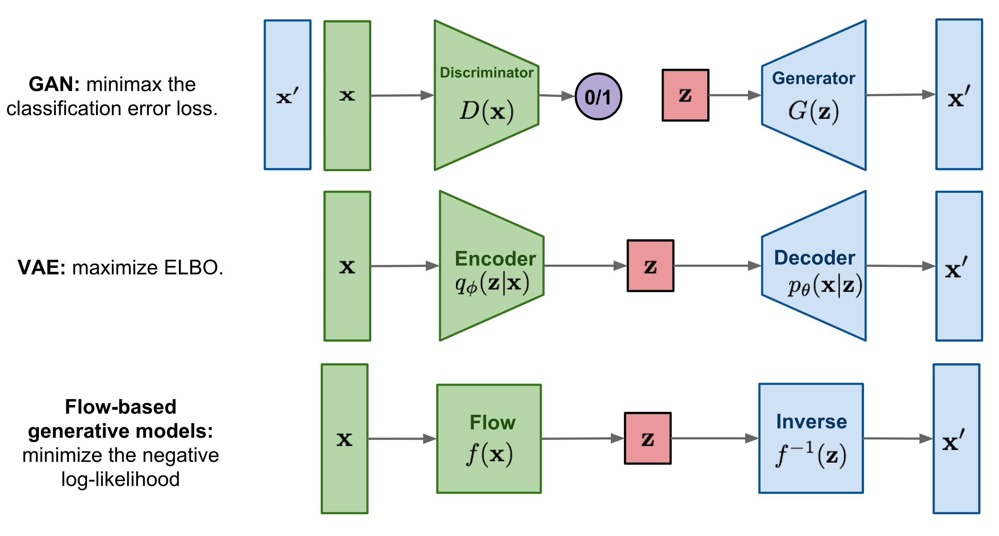 GAN: minimax the
classification error loss.
x′
x
Discriminator
D(x)
0/1
z
Generator
G(z)
x′
VAE: maximize ELBO.
x
Encoder
qϕ(z|x)
z
Decoder
pθ(x|z)
x′
Flow-based
generative models:
minimize the negative
log-likelihood
x
Flow
f(x)
z
Inverse
f⁻¹(z)
x′